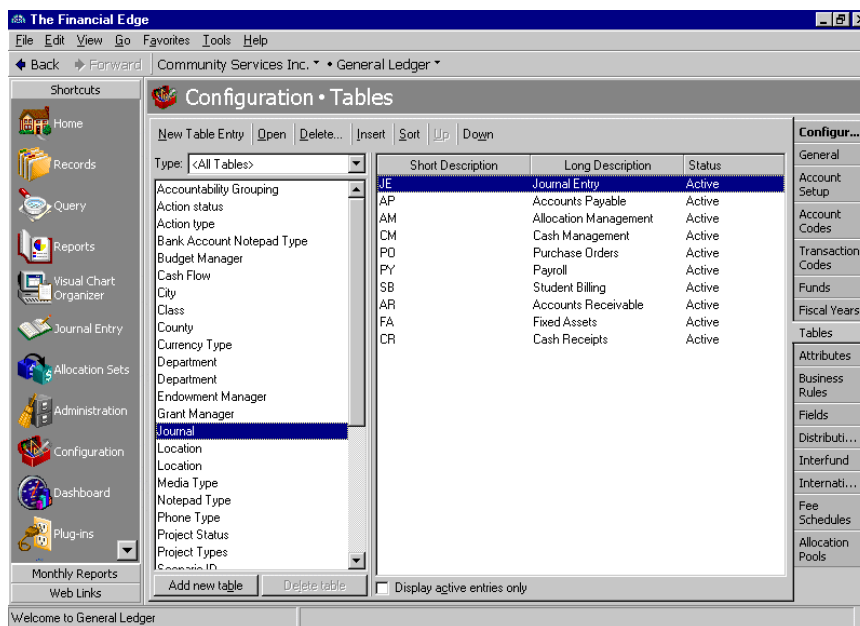 The Financial Edge
File Edit View Go Favorites Tools Help
Back Forward Community Services Inc. • General Ledger
Shortcuts
Home
Records
Query
Reports
Visual Chart
Organizer
Journal Entry
Allocation Sets
Administration
Configuration
Dashboard
Plug-ins
Monthly Reports
Web Links
Configuration • Tables
New Table Entry Open Delete... Insert Sort Up Down
Type: <All Tables>
Accountability Grouping
Action status
Action type
Bank Account Notepad Type
Budget Manager
Cash Flow
City
Class
County
Currency Type
Department
Department
Endowment Manager
Grant Manager
Journal
Location
Location
Media Type
Notepad Type
Phone Type
Project Status
Project Types
Scenario ID
Add new table Delete table
Short Description Long Description Status
JE Journal Entry Active
AP Accounts Payable Active
AM Allocation Management Active
CM Cash Management Active
PO Purchase Orders Active
PY Payroll Active
SB Student Billing Active
AR Accounts Receivable Active
FA Fixed Assets Active
CR Cash Receipts Active
Display active entries only
Configur...
General
Account
Setup
Account
Codes
Transaction
Codes
Funds
Fiscal Years
Tables
Attributes
Business
Rules
Fields
Distributi...
Interfund
Internati...
Fee
Schedules
Allocation
Pools
Welcome to General Ledger